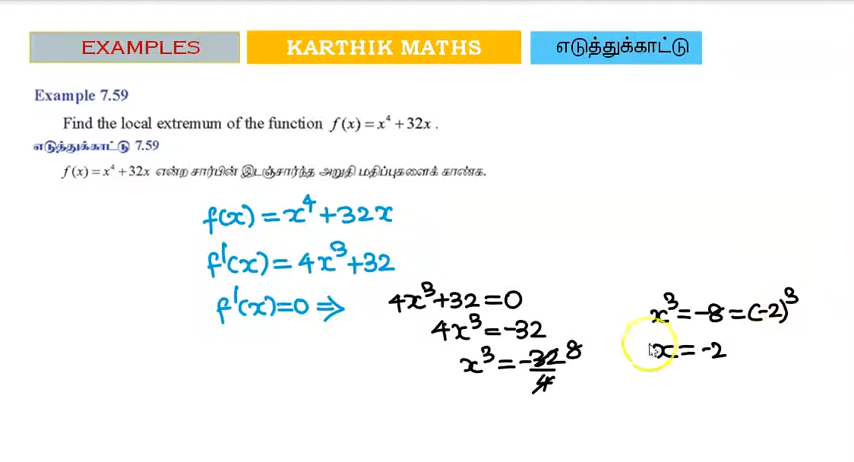 EXAMPLES KARTHIK MATHS எடுத்துக்காட்டு
Example 7.59
Find the local extremum of the function f(x) = x⁴ + 32x.
எடுத்துக்காட்டு 7.59
f(x) = x⁴ + 32x என்ற சார்பின் இடஞ்சார்ந்த அறுதி மதிப்புகளைக் காண்க.
f(x) = x⁴ + 32x
f'(x) = 4x³ + 32
f'(x) = 0 ⇒ 4x³ + 32 = 0
4x³ = -32
x³ = -32/4 8
x³ = -8 = (-2)³
x = -2